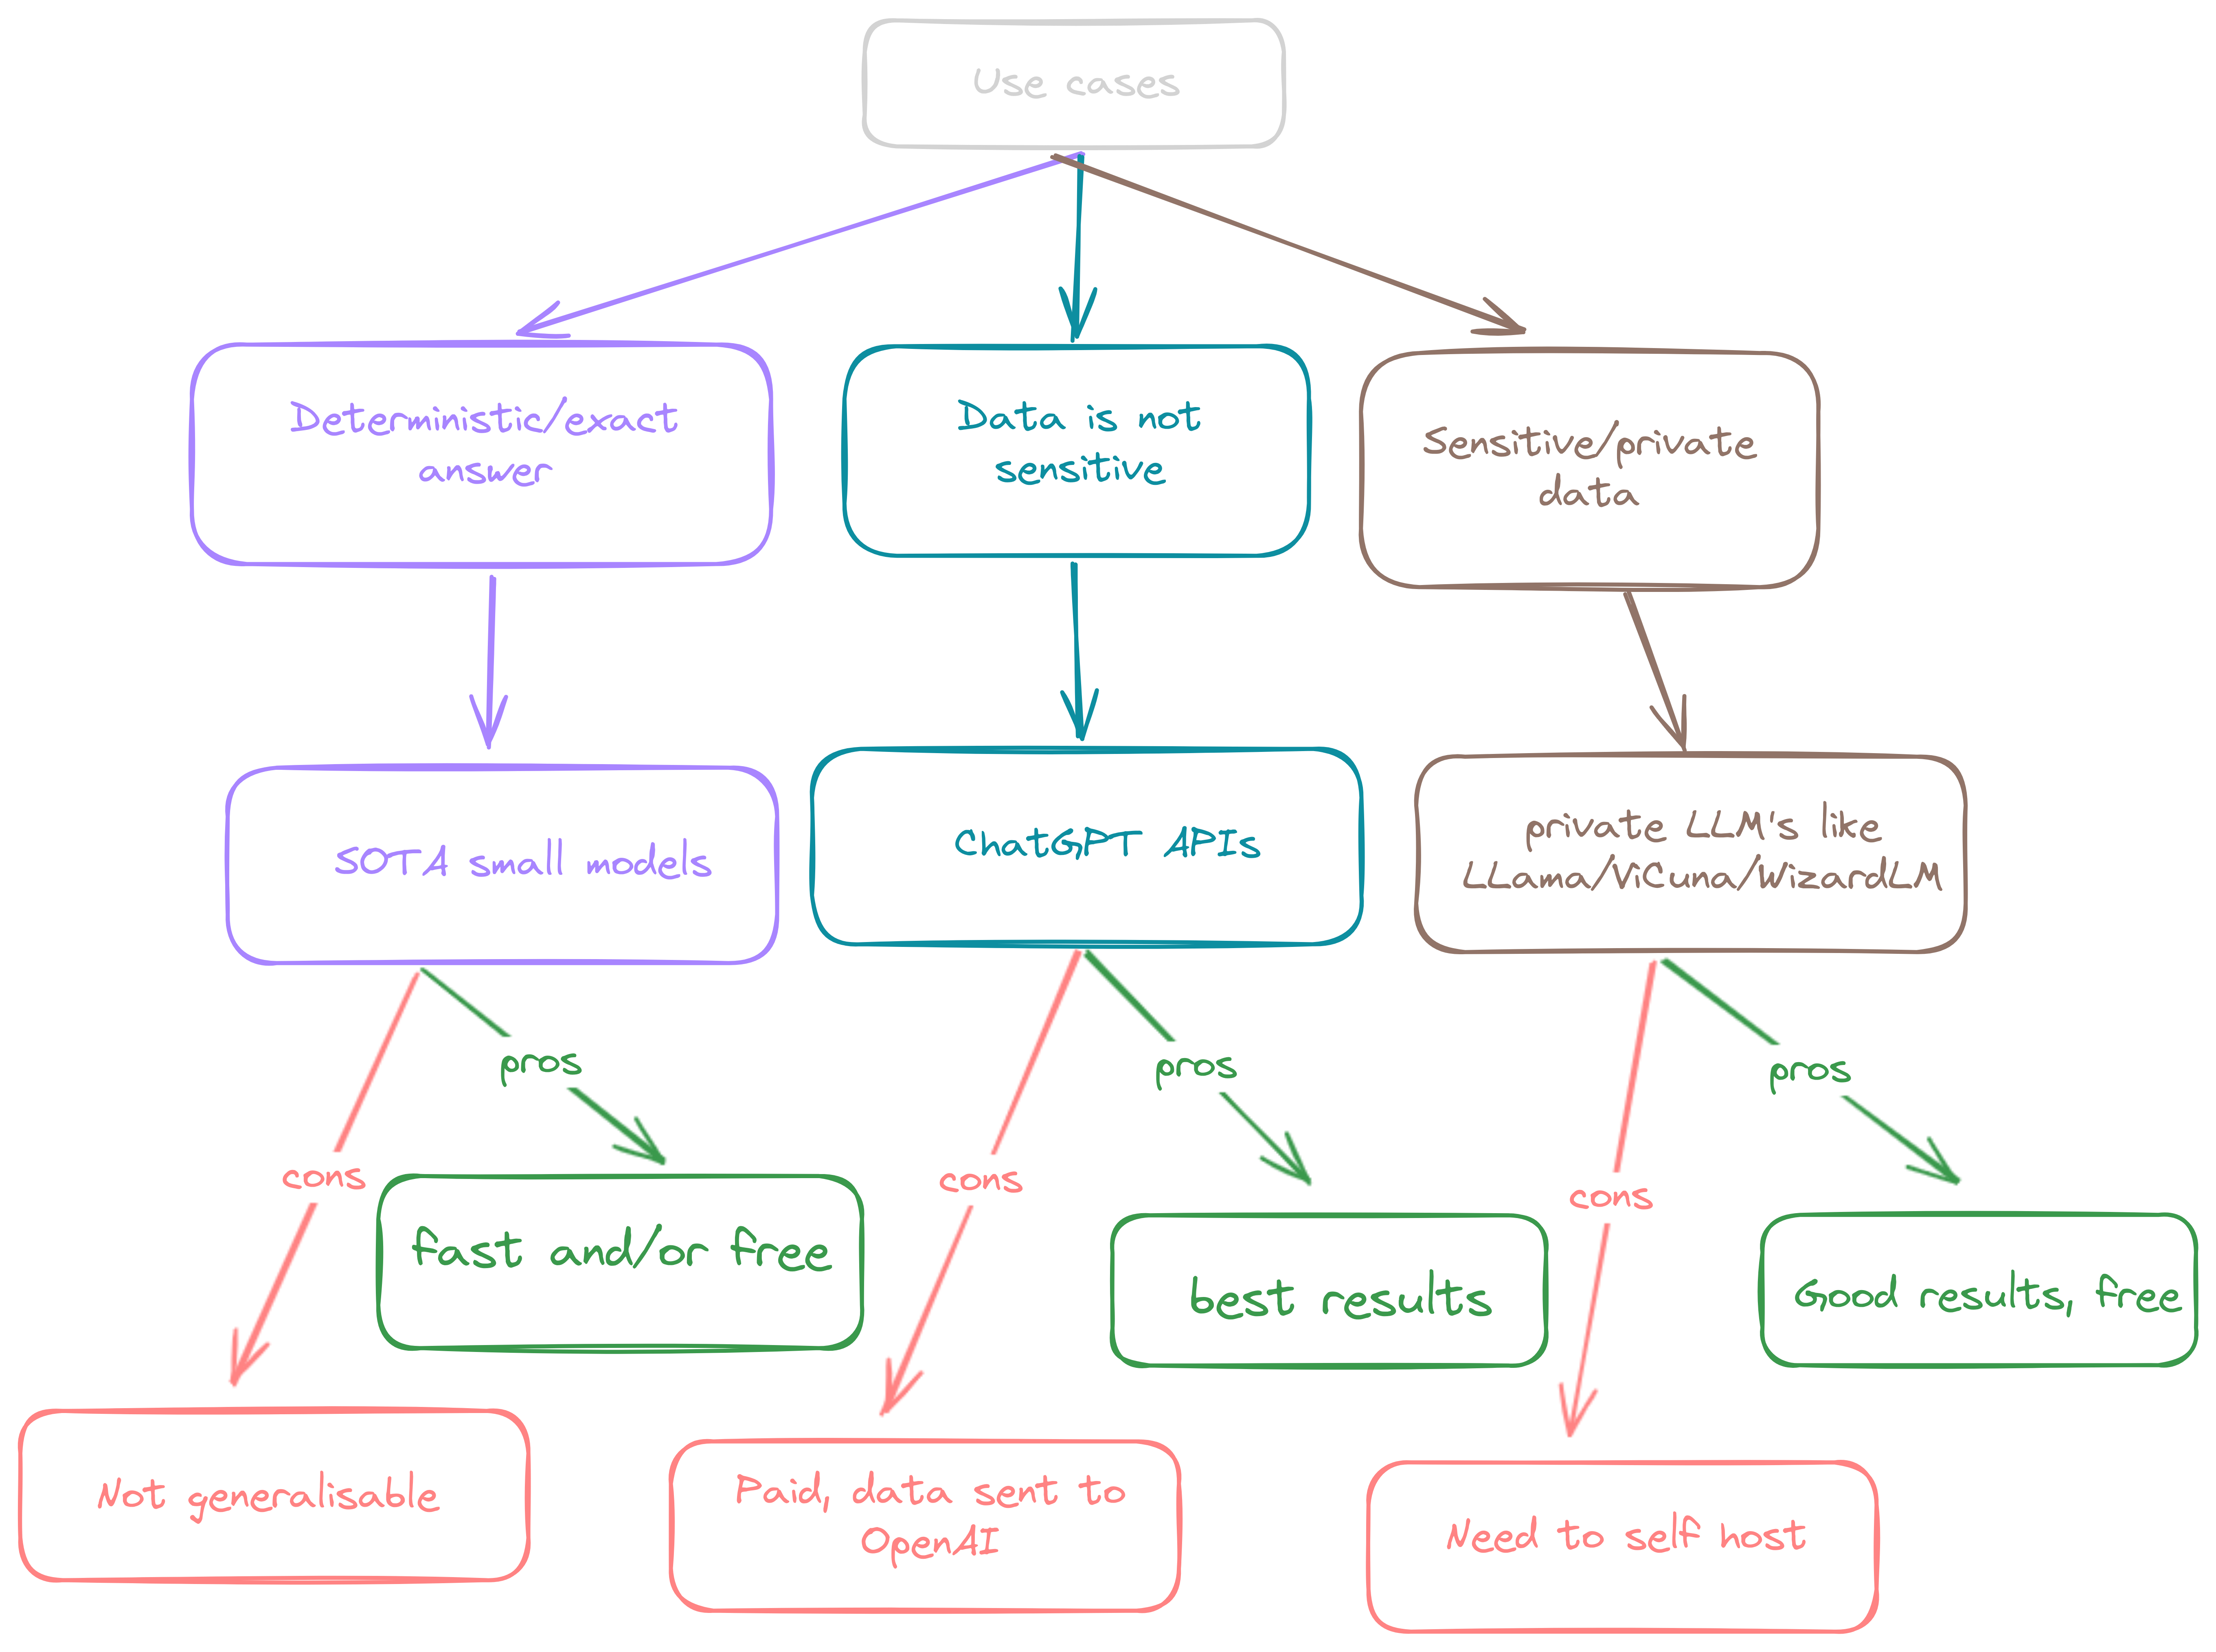 Use cases
Deterministic/exact
answer
Data is not
sensitive
Sensitive/private
data
SOTA small models
ChatGPT APIs
private LLM's like
LLama/ViCuna/WizardLM
pros
pros
pros
cons
cons
cons
fast and/or free
best results
Good results, free
Not generalisable
Paid, data sent to
OpenAI
Need to self host